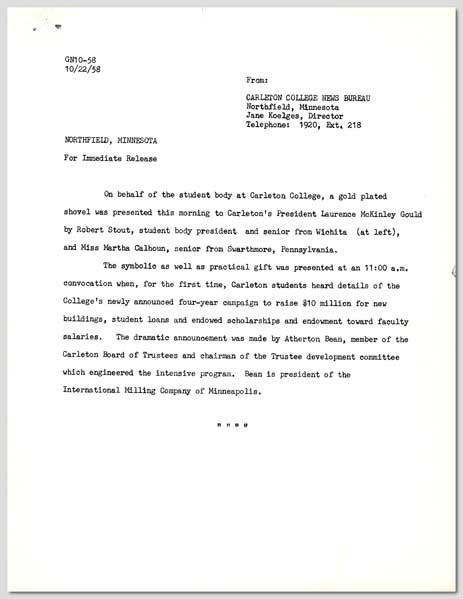 GN10-58
10/22/58
From:
CARLETON COLLEGE NEWS BUREAU
Northfield, Minnesota
Jane Koelges, Director
Telephone: 1920, Ext. 218
NORTHFIELD, MINNESOTA
For Immediate Release
On behalf of the student body at Carleton College, a gold plated
shovel was presented this morning to Carleton's President Laurence McKinley Gould
by Robert Stout, student body president and senior from Wichita (at left),
and Miss Martha Calhoun, senior from Swarthmore, Pennsylvania.
The symbolic as well as practical gift was presented at an 11:00 a.m.
convocation when, for the first time, Carleton students heard details of the
College's newly announced four-year campaign to raise $10 million for new
buildings, student loans and endowed scholarships and endowment toward faculty
salaries. The dramatic announcement was made by Atherton Bean, member of the
Carleton Board of Trustees and chairman of the Trustee development committee
which engineered the intensive program. Bean is president of the
International Milling Company of Minneapolis.
" " # #